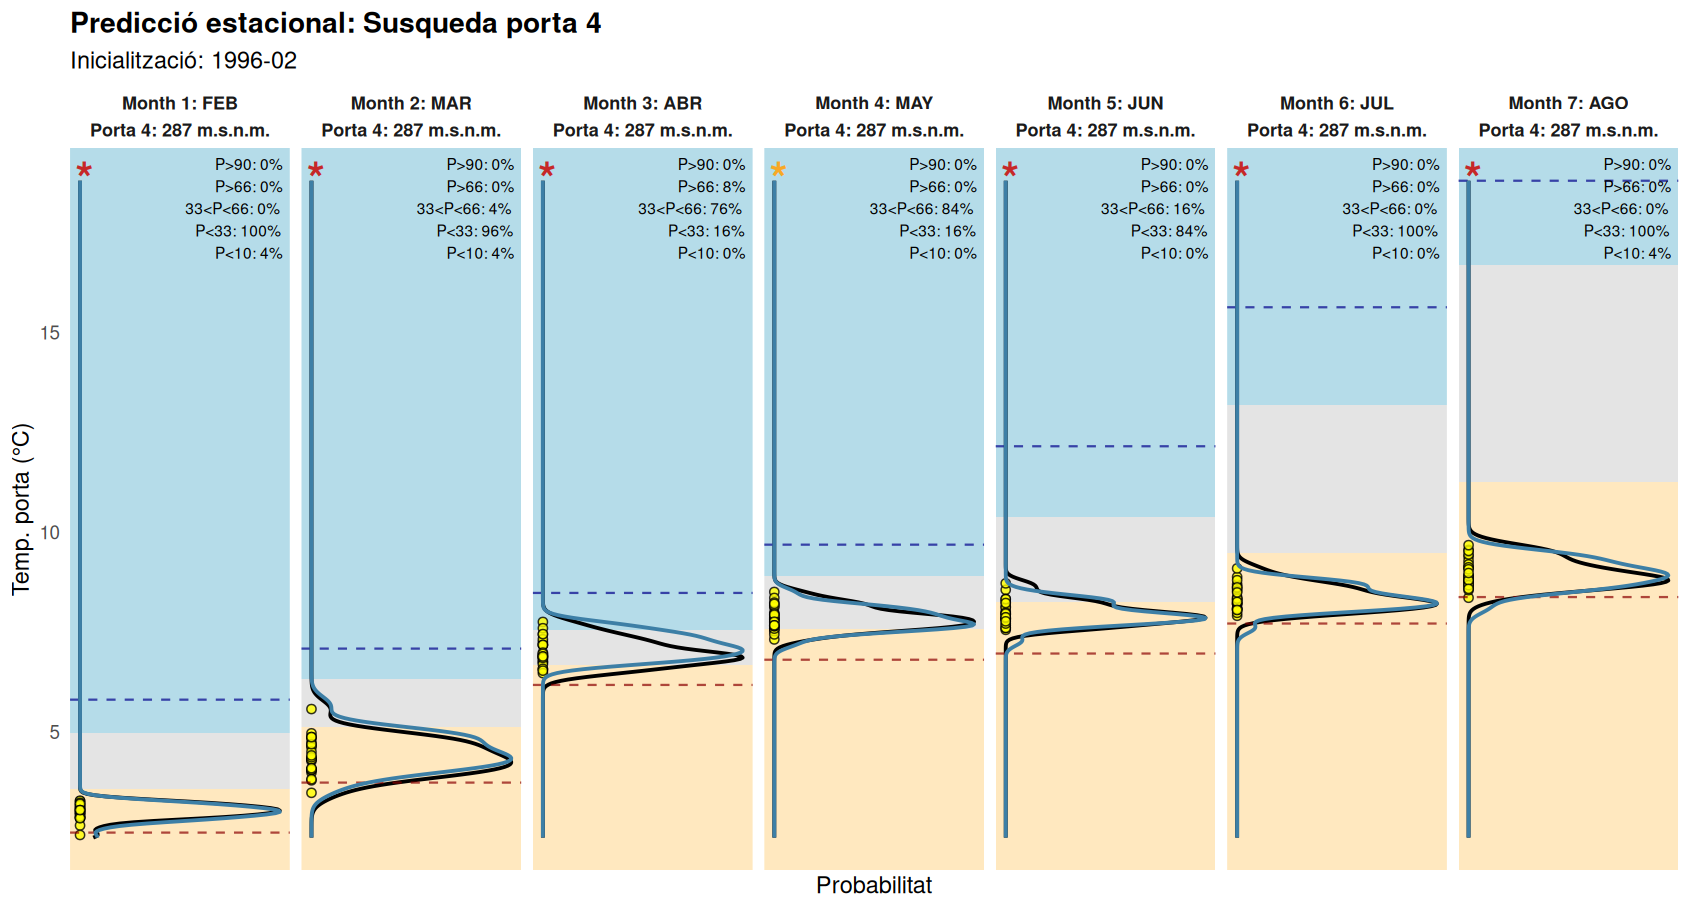 Predicció estacional: Susqueda porta 4
Inicialització: 1996-02
Month 1: FEB
Porta 4: 287 m.s.n.m.
Month 2: MAR
Porta 4: 287 m.s.n.m.
Month 3: ABR
Porta 4: 287 m.s.n.m.
Month 4: MAY
Porta 4: 287 m.s.n.m.
Month 5: JUN
Porta 4: 287 m.s.n.m.
Month 6: JUL
Porta 4: 287 m.s.n.m.
Month 7: AGO
Porta 4: 287 m.s.n.m.
*
P>90: 0%
P>66: 0%
33<P<66: 0%
P<33: 100%
P<10: 4%
*
P>90: 0%
P>66: 0%
33<P<66: 4%
P<33: 96%
P<10: 4%
*
P>90: 0%
P>66: 8%
33<P<66: 76%
P<33: 16%
P<10: 0%
*
P>90: 0%
P>66: 0%
33<P<66: 84%
P<33: 16%
P<10: 0%
*
P>90: 0%
P>66: 0%
33<P<66: 16%
P<33: 84%
P<10: 0%
*
P>90: 0%
P>66: 0%
33<P<66: 0%
P<33: 100%
P<10: 0%
*
P>90: 0%
P>66: 0%
33<P<66: 0%
P<33: 100%
P<10: 4%
15
10
5
Temp. porta (°C)
Probabilitat